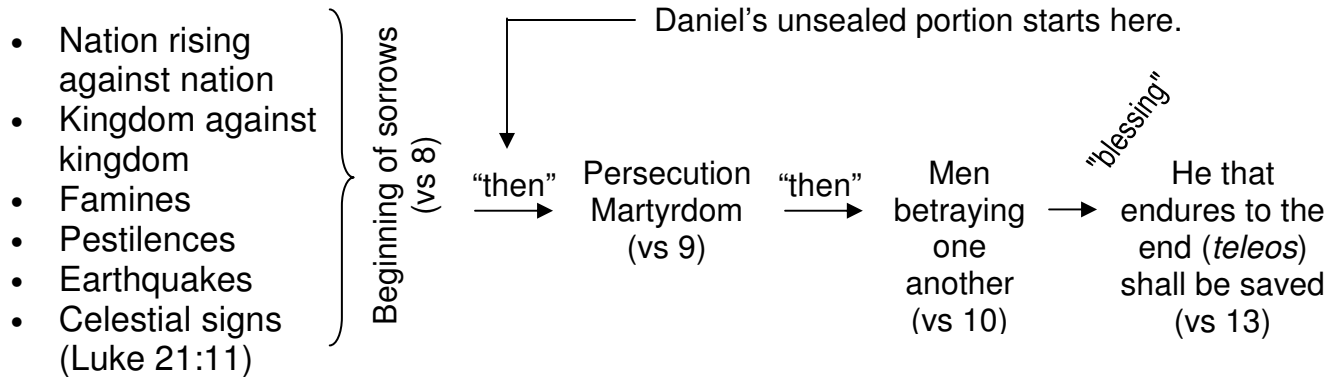 • Nation rising
against nation
• Kingdom against
kingdom
• Famines
• Pestilences
• Earthquakes
• Celestial signs
(Luke 21:11)
Beginning of sorrows
(vs 8)
Daniel’s unsealed portion starts here.
“then”
Persecution
Martyrdom
(vs 9)
“then”
Men
betraying
one
another
(vs 10)
"blessing"
He that
endures to the
end (teleos)
shall be saved
(vs 13)